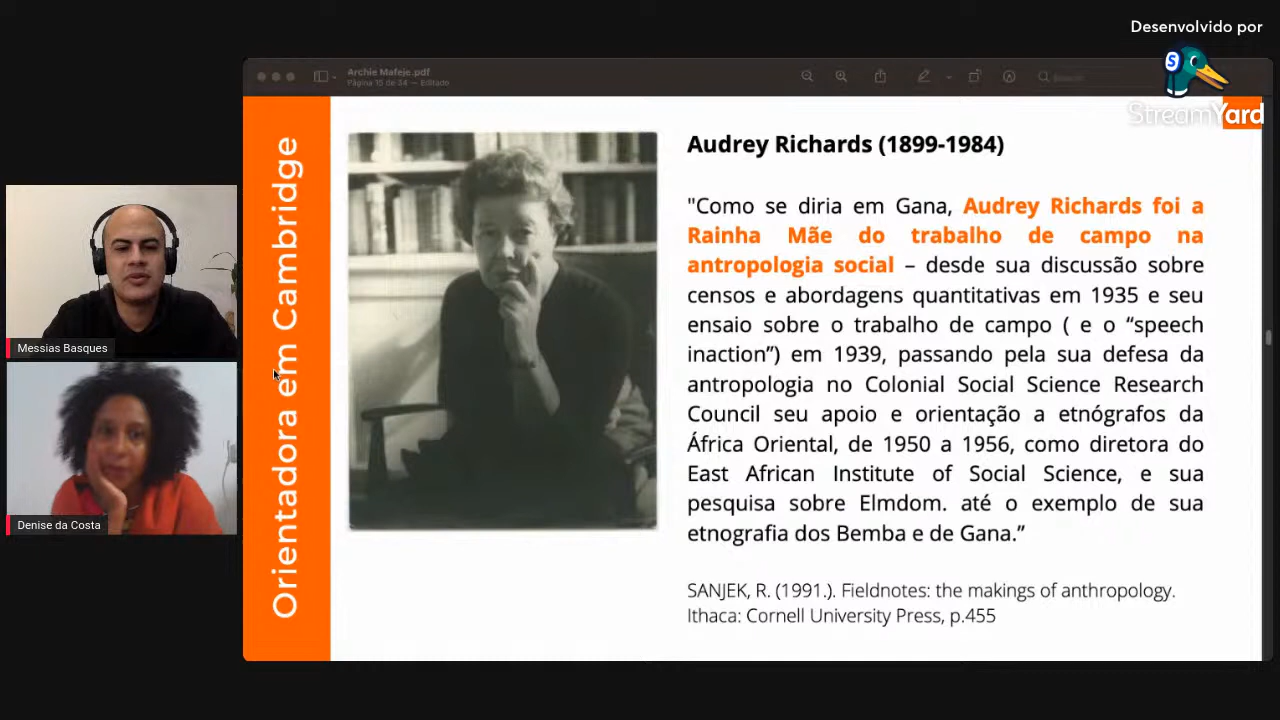 Desenvolvido por
StreamYard
Archie Mafeje.pdf
Página 15 de 34 — Editado
Orientadora em Cambridge
Audrey Richards (1899-1984)
"Como se diria em Gana, Audrey Richards foi a
Rainha Mãe do trabalho de campo na
antropologia social – desde sua discussão sobre
censos e abordagens quantitativas em 1935 e seu
ensaio sobre o trabalho de campo ( e o “speech
inaction”) em 1939, passando pela sua defesa da
antropologia no Colonial Social Science Research
Council seu apoio e orientação a etnógrafos da
África Oriental, de 1950 a 1956, como diretora do
East African Institute of Social Science, e sua
pesquisa sobre Elmdom. até o exemplo de sua
etnografia dos Bemba e de Gana.”
SANJEK, R. (1991.). Fieldnotes: the makings of anthropology.
Ithaca: Cornell University Press, p.455
Messias Basques
Denise da Costa